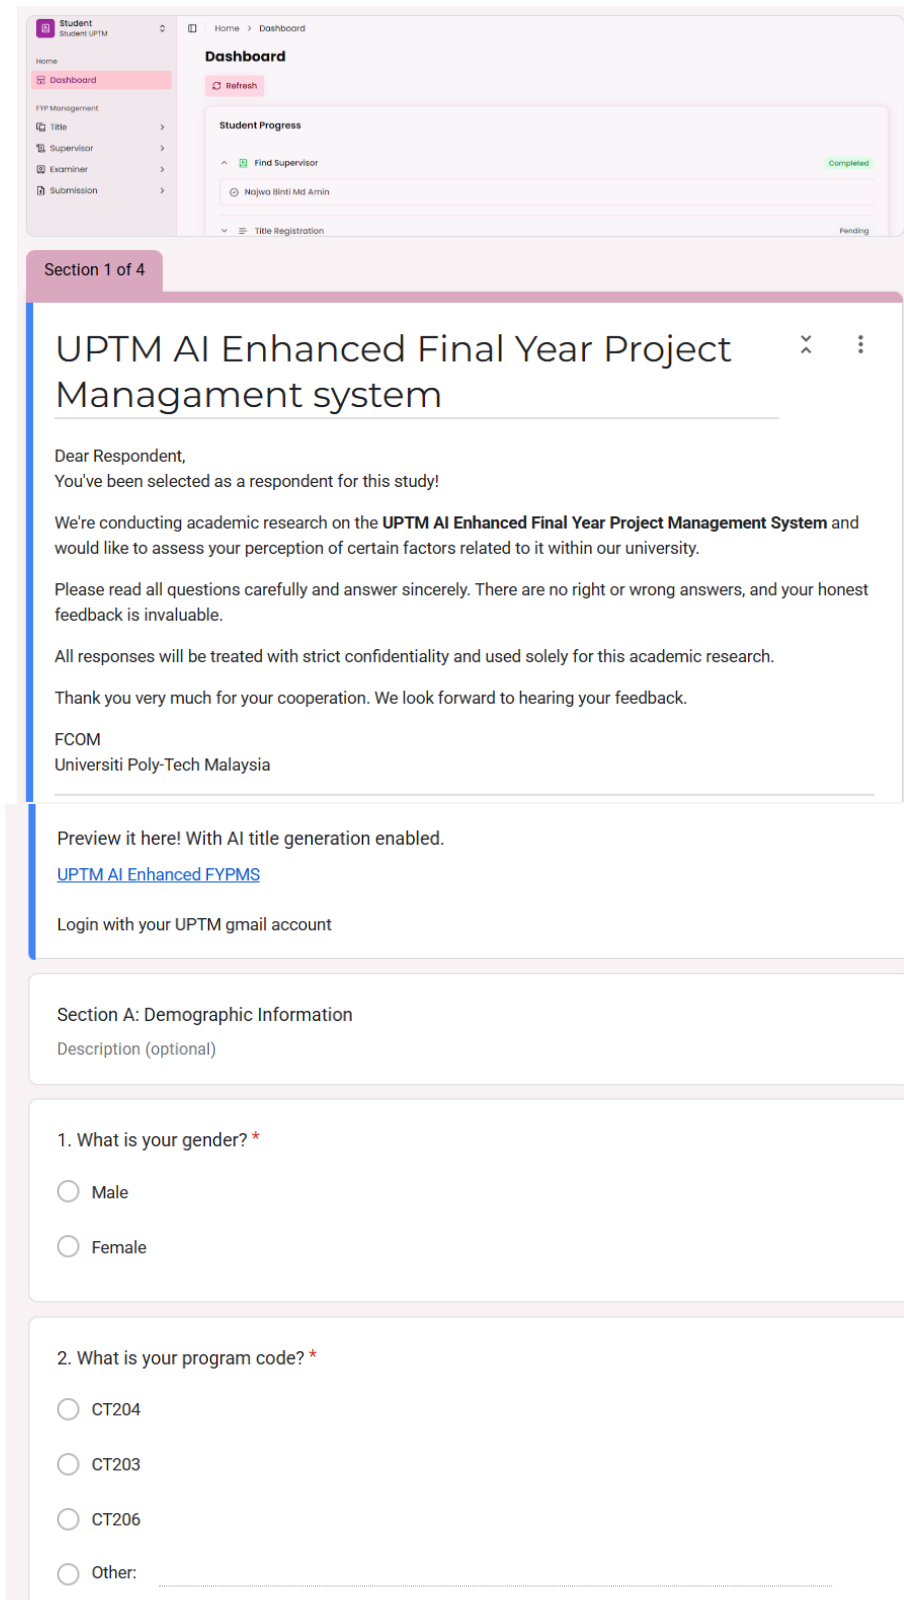 Student
Student UPTM
Home > Dashboard
Home
Dashboard
Dashboard
Refresh
FYP Management
Title
Supervisor
Examiner
Submission
Student Progress
Find Supervisor
Completed
Najwa Binti Md Amin
Title Registration
Pending
Section 1 of 4
UPTM AI Enhanced Final Year Project
Managament system
Dear Respondent,
You've been selected as a respondent for this study!
We're conducting academic research on the UPTM AI Enhanced Final Year Project Management System and
would like to assess your perception of certain factors related to it within our university.
Please read all questions carefully and answer sincerely. There are no right or wrong answers, and your honest
feedback is invaluable.
All responses will be treated with strict confidentiality and used solely for this academic research.
Thank you very much for your cooperation. We look forward to hearing your feedback.
FCOM
Universiti Poly-Tech Malaysia
Preview it here! With AI title generation enabled.
UPTM AI Enhanced FYPMS
Login with your UPTM gmail account
Section A: Demographic Information
Description (optional)
1. What is your gender? *
Male
Female
2. What is your program code? *
CT204
CT203
CT206
Other: